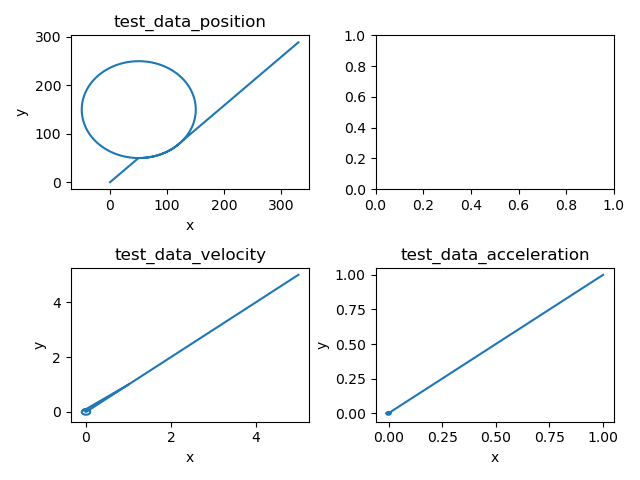 test_data_position
300
200
100
0
y
0 100 200 300
x
1.0
0.8
0.6
0.4
0.2
0.0
0.0 0.2 0.4 0.6 0.8 1.0
test_data_velocity
4
2
0
y
0 2 4
x
test_data_acceleration
1.00
0.75
0.50
0.25
0.00
y
0.00 0.25 0.50 0.75 1.00
x